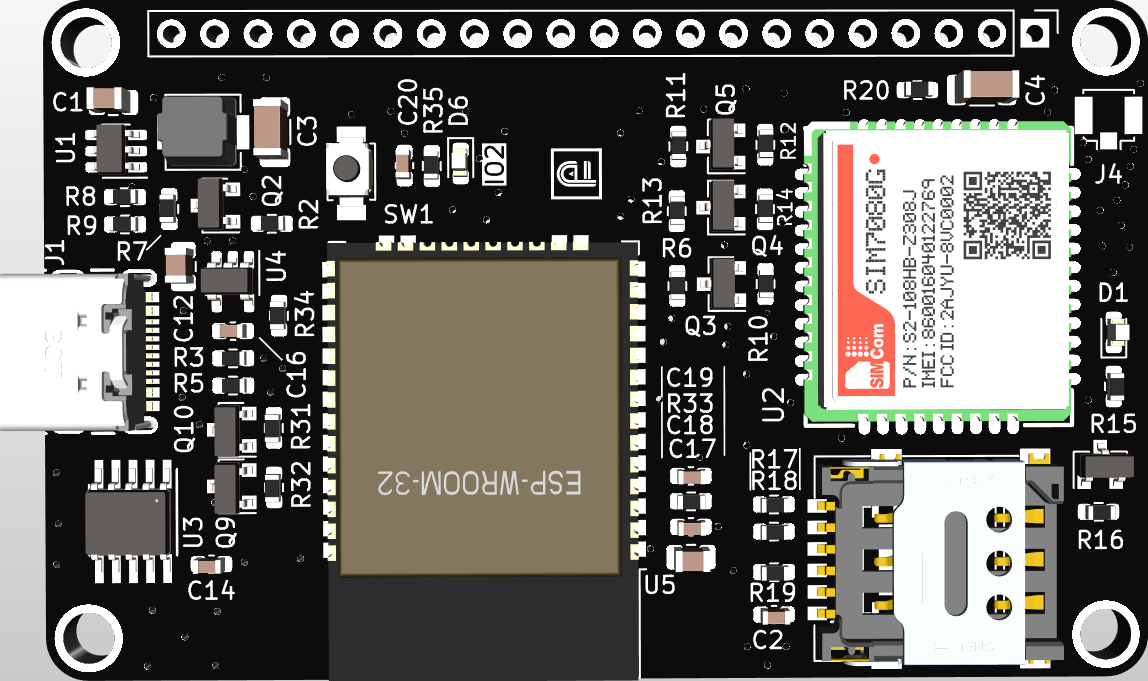 C1
U1
C3
R8
R9
Q2
R2
R7
J1
C20
R35
D6
IO2
SW1
R11
Q5
R12
R13
R14
R6
Q4
Q3
R10
R20
C4
J4
SIM7080G
P/N:S2-108HB-Z308J
IMEI:860016040122769
FCC ID:2AJYU-8VC0002
SIMCom
D1
R15
R16
U4
C12
R34
R3
R5
C16
Q10
R31
R32
U3
Q9
C14
ESP-WROOM-32
C19
R33
C18
C17
U5
U2
R17
R18
R19
C2